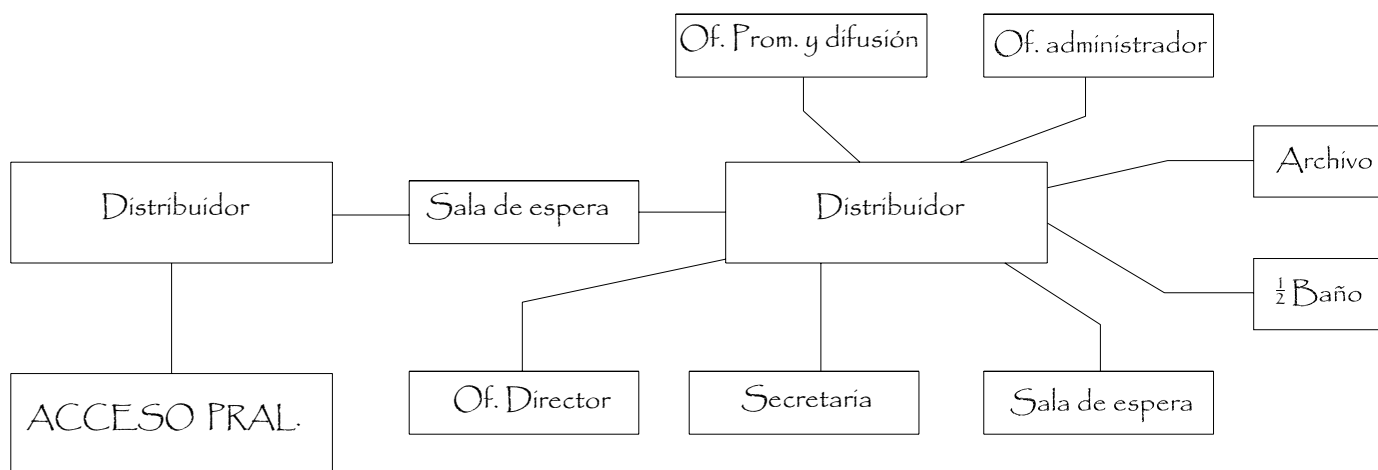 Of. Prom. y difusión
Of. administrador
Archivo
Distribuidor
Sala de espera
Distribuidor
½ Baño
ACCESO PRAL.
Of. Director
Secretaria
Sala de espera